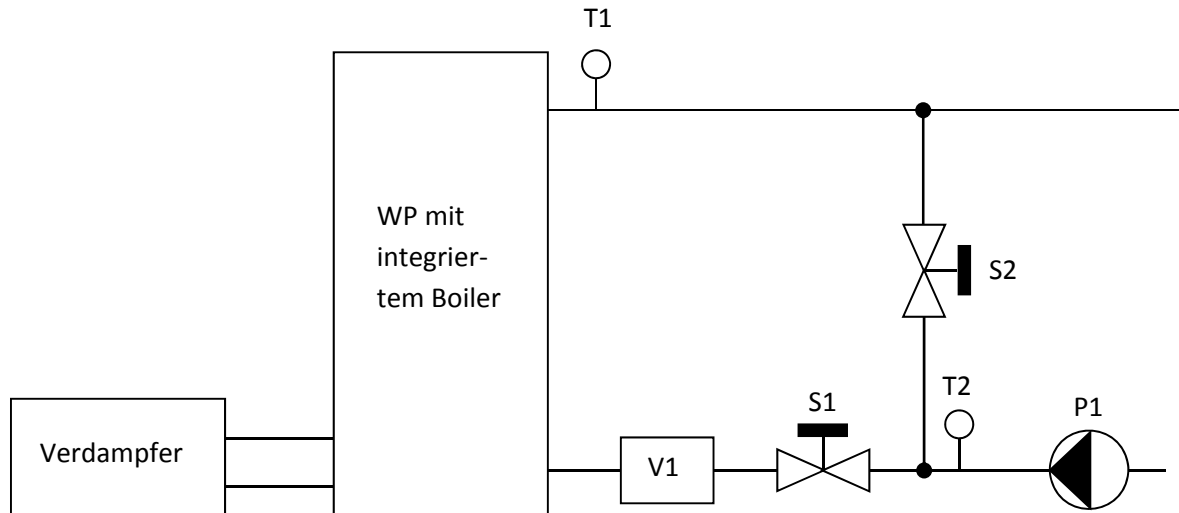 T1
WP mit
integrier-
tem Boiler
S2
T2
S1
P1
Verdampfer
V1